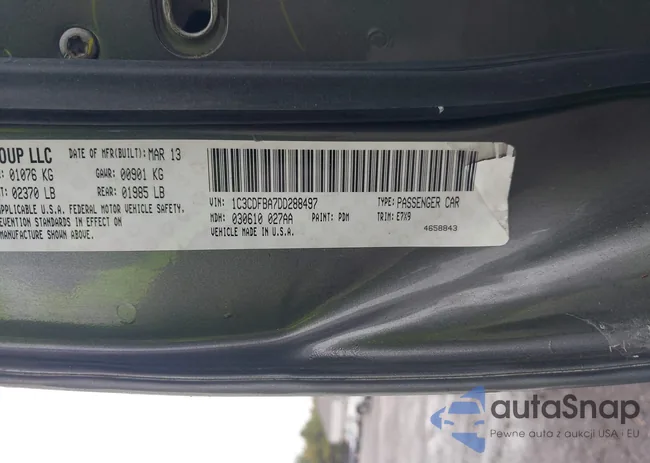 OUP LLC DATE OF MFR(BUILT): MAR 13
: 01076 KG GAWR: 00901 KG
T: 02370 LB REAR: 01985 LB
APPLICABLE U.S.A. FEDERAL MOTOR VEHICLE SAFETY,
EVENTION STANDARDS IN EFFECT ON
MANUFACTURE SHOWN ABOVE.
VIN: 1C3CDFBA7DD288497 TYPE: PASSENGER CAR
MDH: 030610 027AA PAINT: PDM TRIM: E7X9
VEHICLE MADE IN U.S.A. 4658843
autoSnap
Pewne auta z aukcji USA i EU